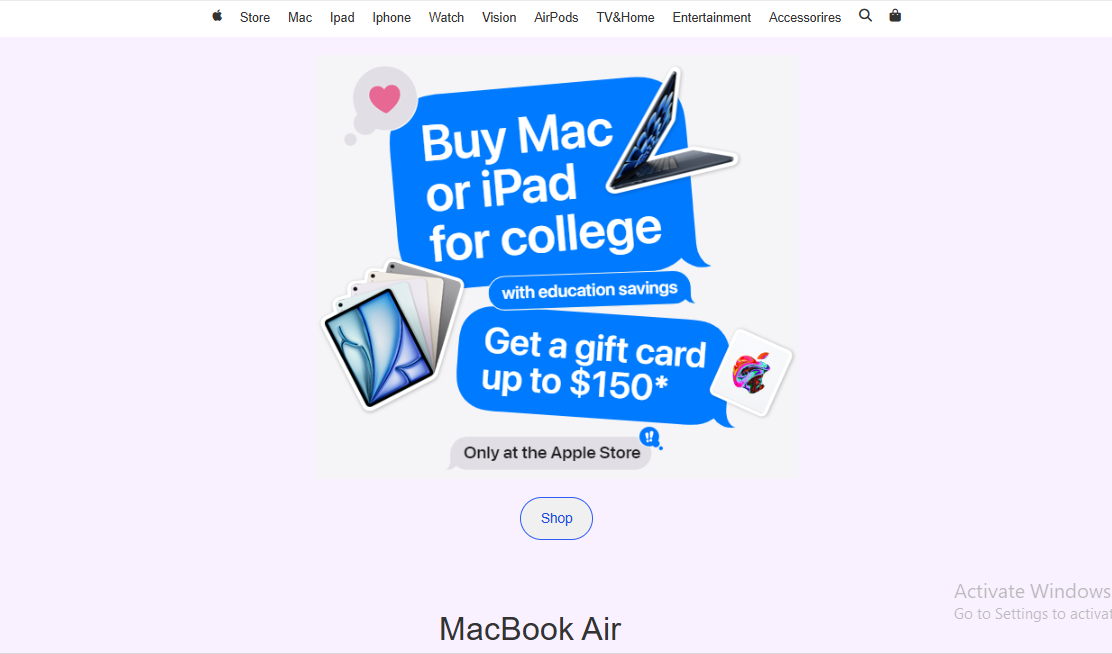 Store Mac Ipad Iphone Watch Vision AirPods TV&Home Entertainment Accessorires
Buy Mac
or iPad
for college
with education savings
Get a gift card
up to $150*
!!
Only at the Apple Store
Shop
Activate Windows
Go to Settings to activat
MacBook Air